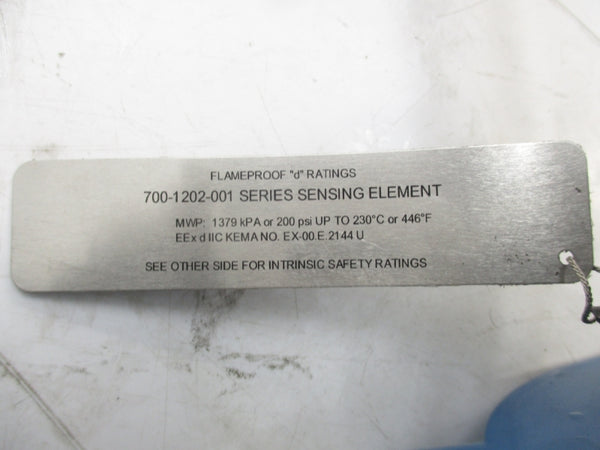 FLAMEPROOF "d" RATINGS
700-1202-001 SERIES SENSING ELEMENT
MWP: 1379 kPA or 200 psi UP TO 230°C or 446°F
EEx d IIC KEMA NO. EX-00.E.2144 U
SEE OTHER SIDE FOR INTRINSIC SAFETY RATINGS